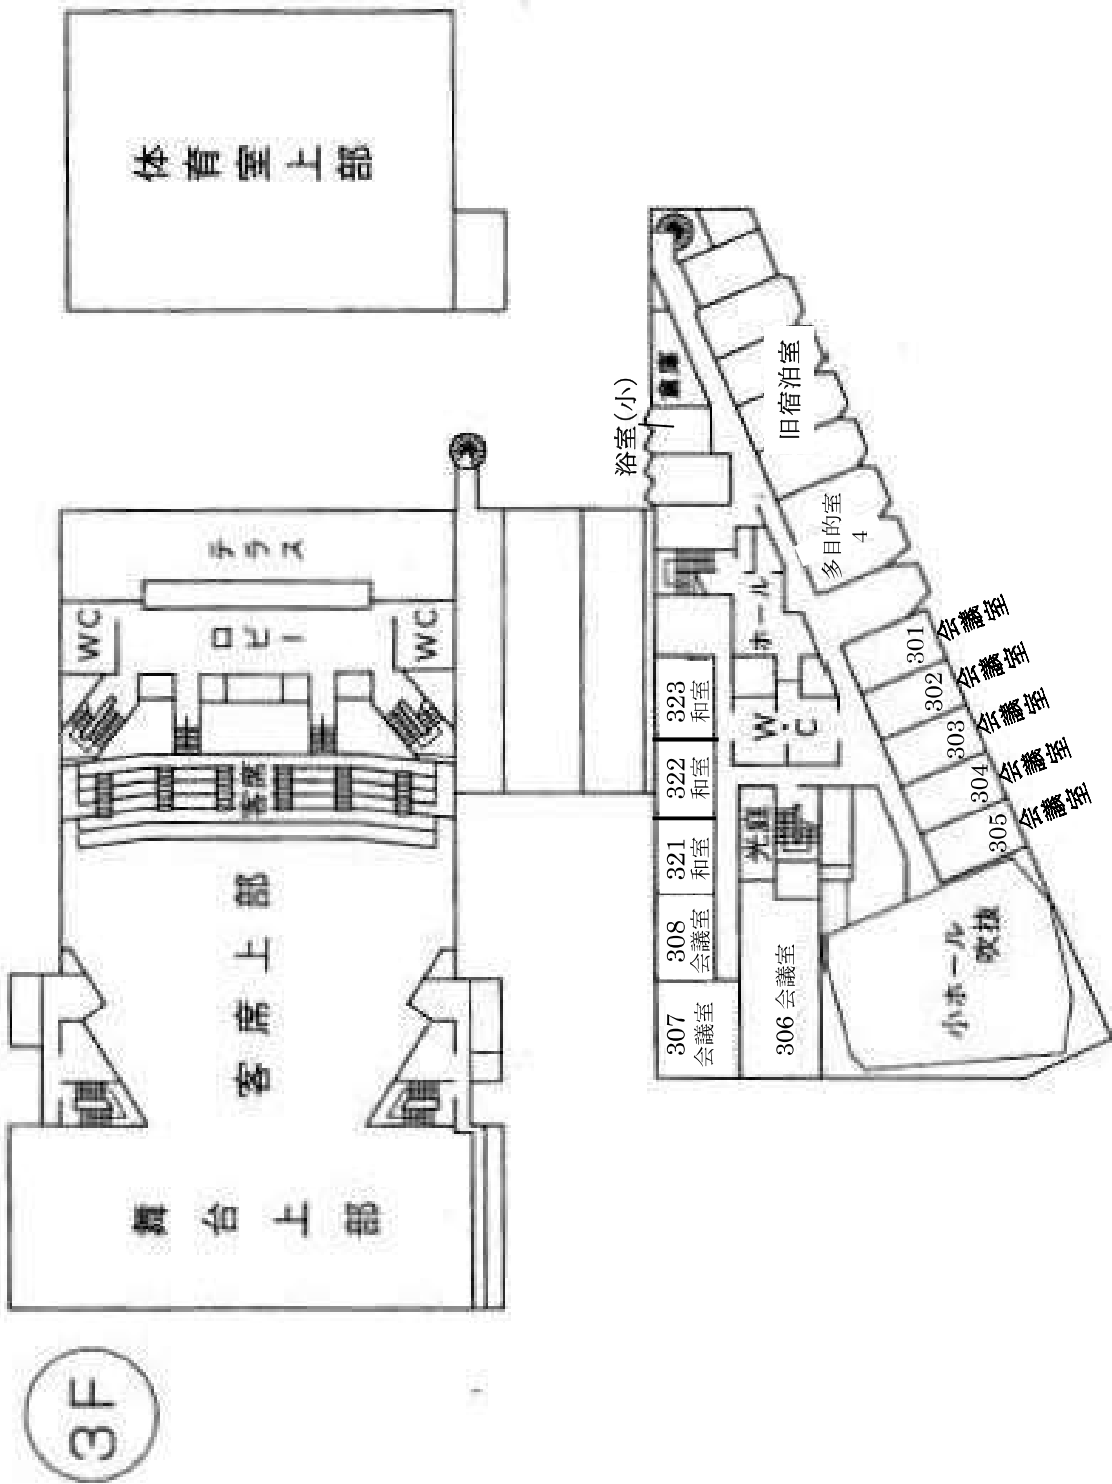 3F
体育室上部
テラス
WC
ロビー
WC
客席
客席上部
舞台上部
浴室(小)
倉庫
旧宿泊室
多目的室
4
ホール
W・C
光庭
323
和室
322
和室
321
和室
308
会議室
307
会議室
306 会議室
301
会議室
302
会議室
303
会議室
304
会議室
305
会議室
小ホール
吹抜